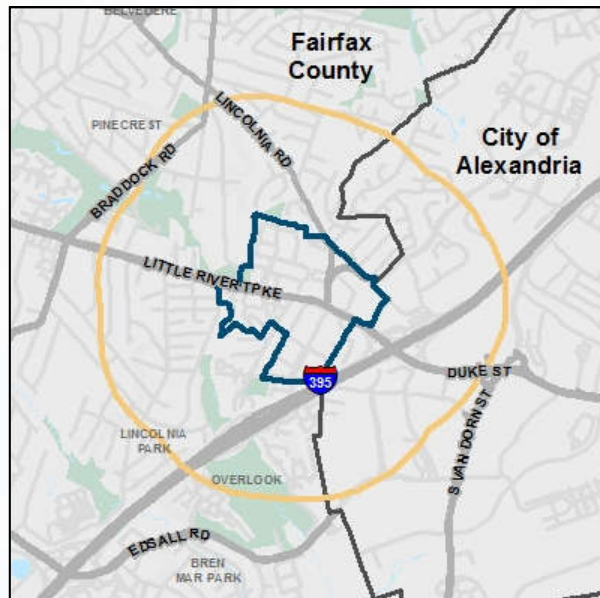 BELVEDERE
Fairfax
County
PINECREST
LINCOLNIA RD
City of
Alexandria
BRADDOCK RD
LITTLE RIVER TPKE
395
DUKE ST
S VAN DORN ST
LINCOLNIA
PARK
OVERLOOK
EDSALL RD
BREN
MAR PARK